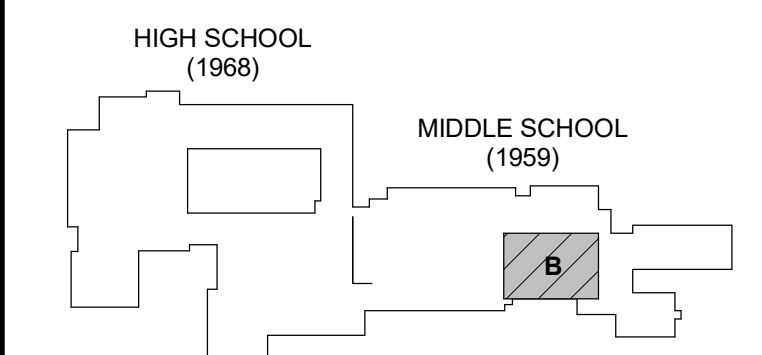 HIGH SCHOOL
(1968)
MIDDLE SCHOOL
(1959)
B